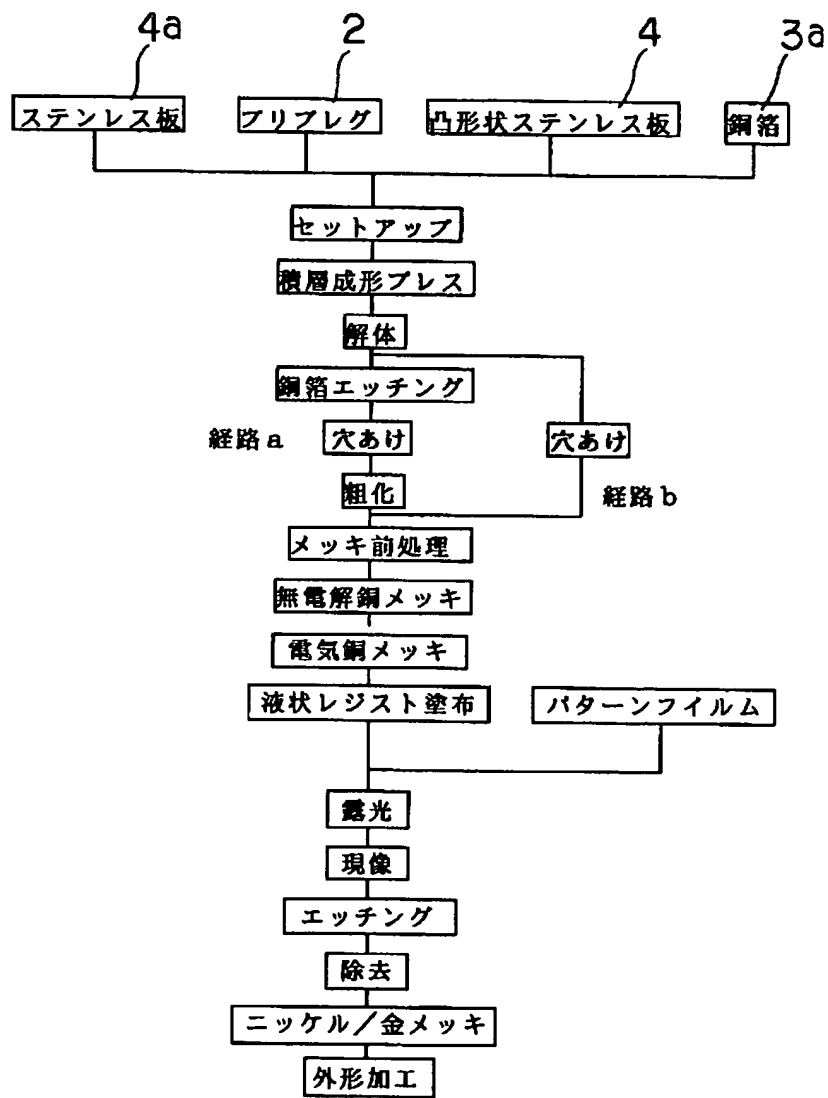 4a 2 4 3a
ステンレス板 プリプレグ 凸形状ステンレス板 銅箔
セットアップ
積層成形プレス
解体
銅箔エッチング
経路a 穴あけ 穴あけ
粗化 経路b
メッキ前処理
無電解銅メッキ
電気銅メッキ
液状レジスト塗布 パターンフイルム
露光
現像
エッチング
除去
ニッケル/金メッキ
外形加工